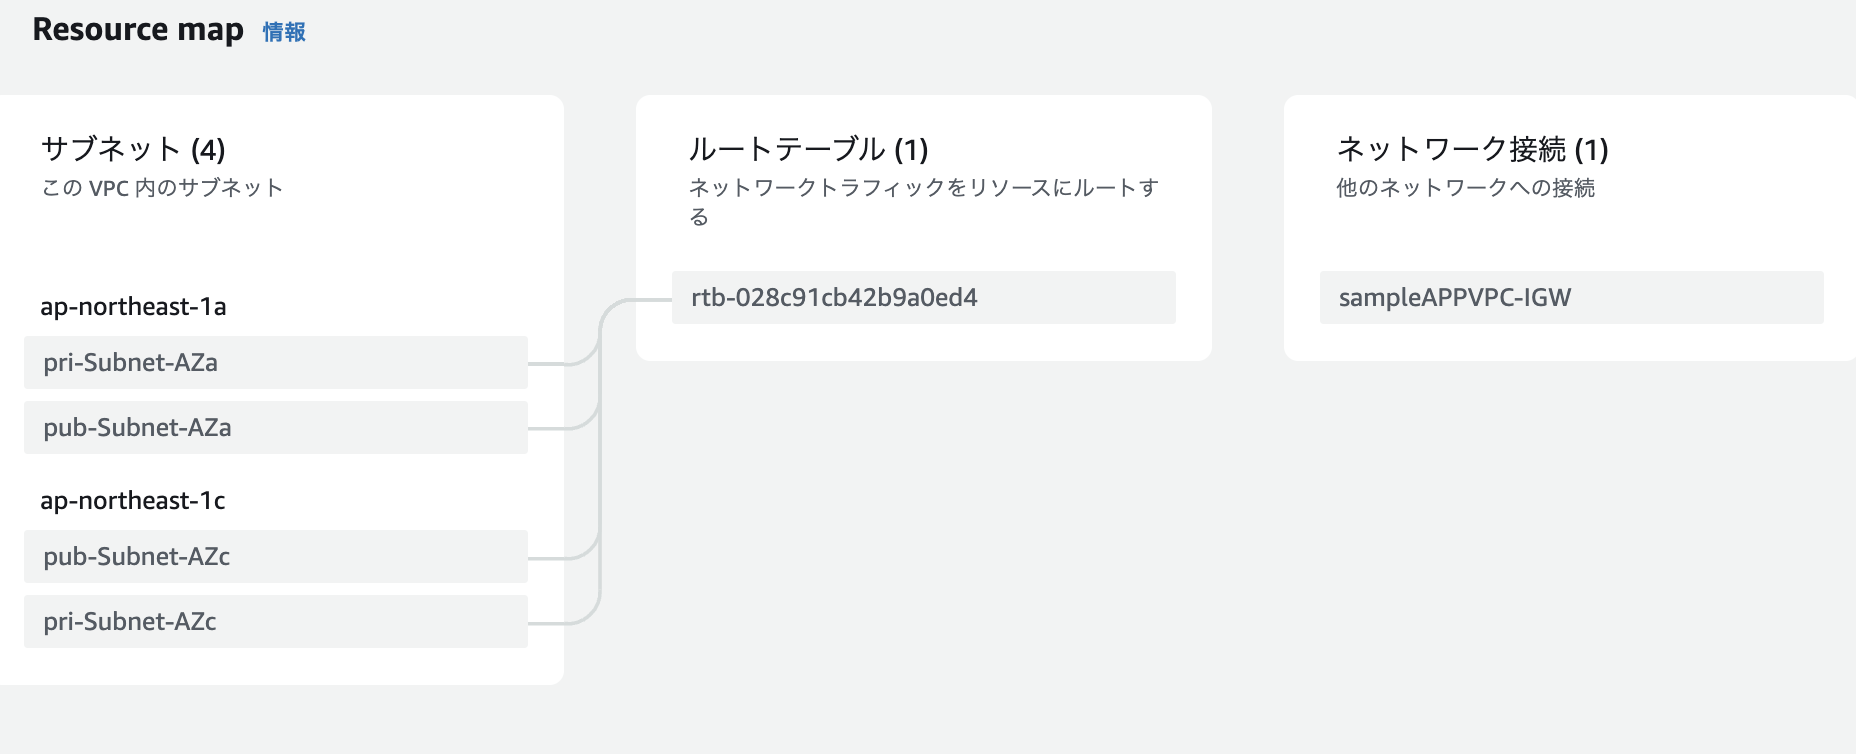 Resource map 情報
サブネット (4)
この VPC 内のサブネット
ap-northeast-1a
pri-Subnet-AZa
pub-Subnet-AZa
ap-northeast-1c
pub-Subnet-AZc
pri-Subnet-AZc
ルートテーブル (1)
ネットワークトラフィックをリソースにルートす
る
rtb-028c91cb42b9a0ed4
ネットワーク接続 (1)
他のネットワークへの接続
sampleAPPVPC-IGW